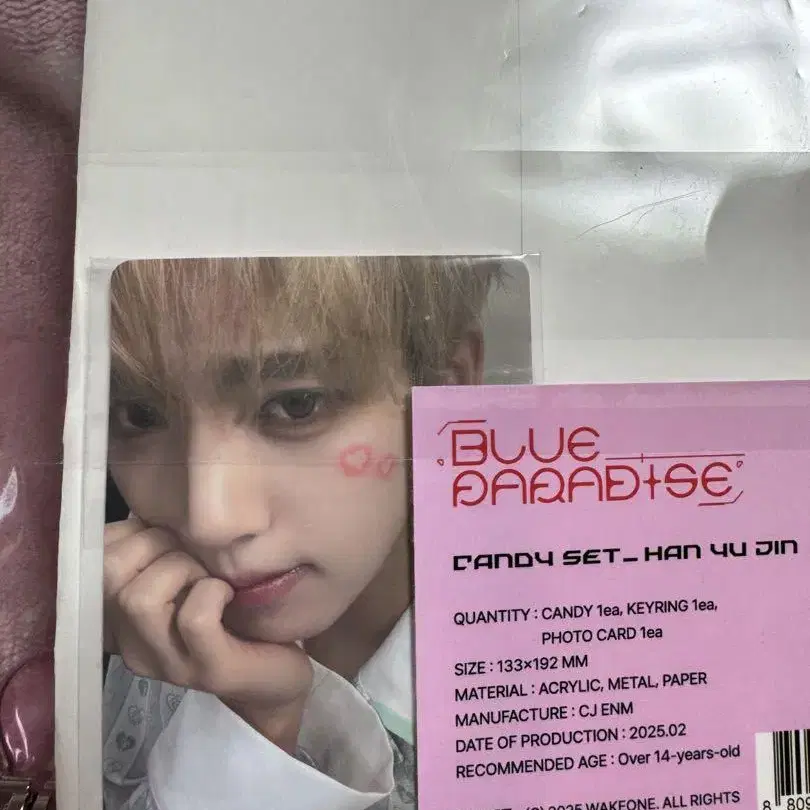 BLUE
PARADISE
CANDY SET_HAN YU JIN
QUANTITY : CANDY 1ea, KEYRING 1ea,
PHOTO CARD 1ea
SIZE : 133×192 MM
MATERIAL : ACRYLIC, METAL, PAPER
MANUFACTURE : CJ ENM
DATE OF PRODUCTION : 2025.02
RECOMMENDED AGE : Over 14-years-old
2025 WAKEONE. ALL RIGHTS